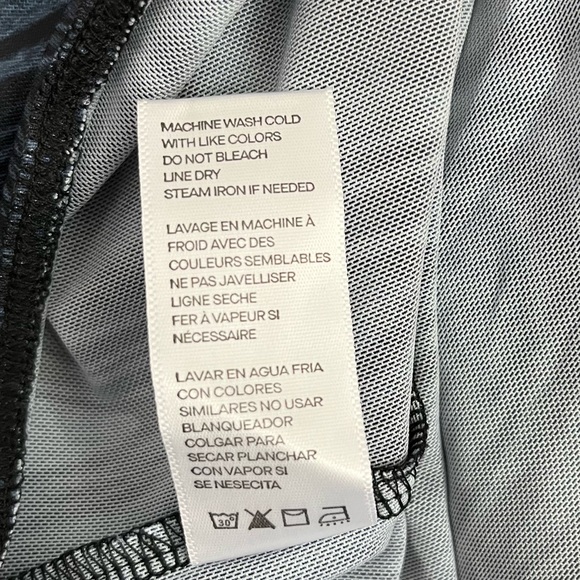 MACHINE WASH COLD
WITH LIKE COLORS
DO NOT BLEACH
LINE DRY
STEAM IRON IF NEEDED
LAVAGE EN MACHINE À
FROID AVEC DES
COULEURS SEMBLABLES
NE PAS JAVELLISER
LIGNE SECHE
FER À VAPEUR SI
NÉCESSAIRE
LAVAR EN AGUA FRIA
CON COLORES
SIMILARES NO USAR
BLANQUEADOR
COLGAR PARA
SECAR PLANCHAR
CON VAPOR SI
SE NESECITA
30°